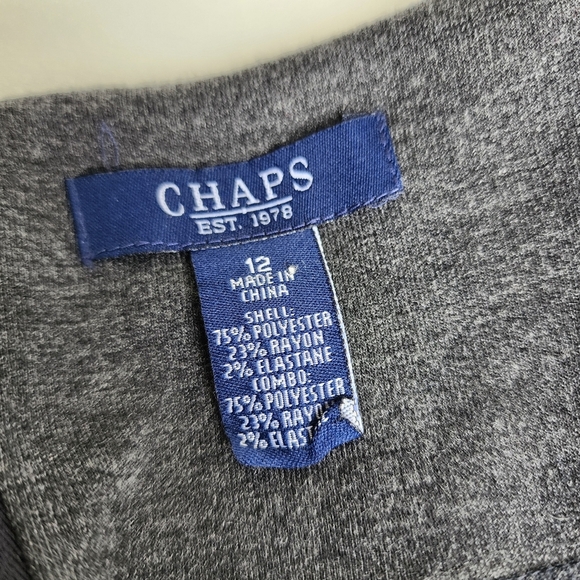 CHAPS
EST. 1978
12
MADE IN
CHINA
SHELL:
75% POLYESTER
23% RAYON
2% ELASTANE
COMBO:
75% POLYESTER
23% RAYON
2%